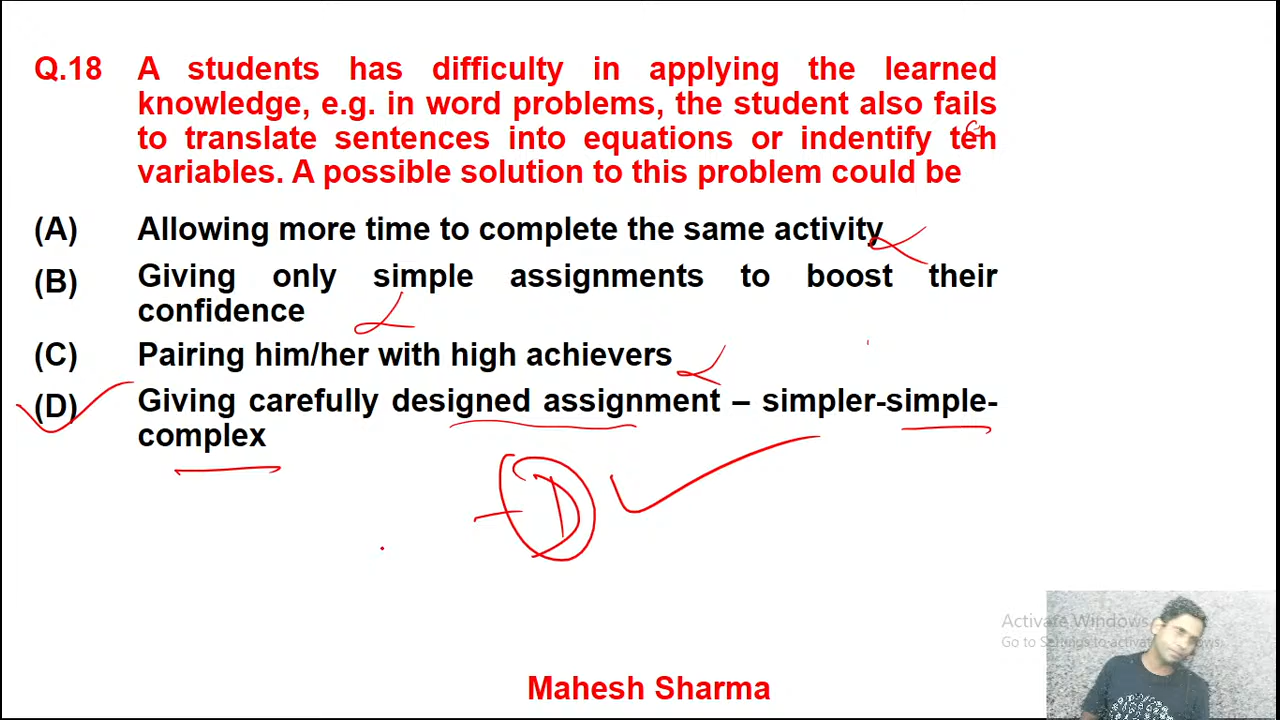 Q.18 A students has difficulty in applying the learned
knowledge, e.g. in word problems, the student also fails
to translate sentences into equations or indentify teh
variables. A possible solution to this problem could be
(A) Allowing more time to complete the same activity
(B) Giving only simple assignments to boost their
confidence
(C) Pairing him/her with high achievers
(D) Giving carefully designed assignment – simpler-simple-
complex
D
Activate Windows
Go to Settings to activate Windows.
Mahesh Sharma